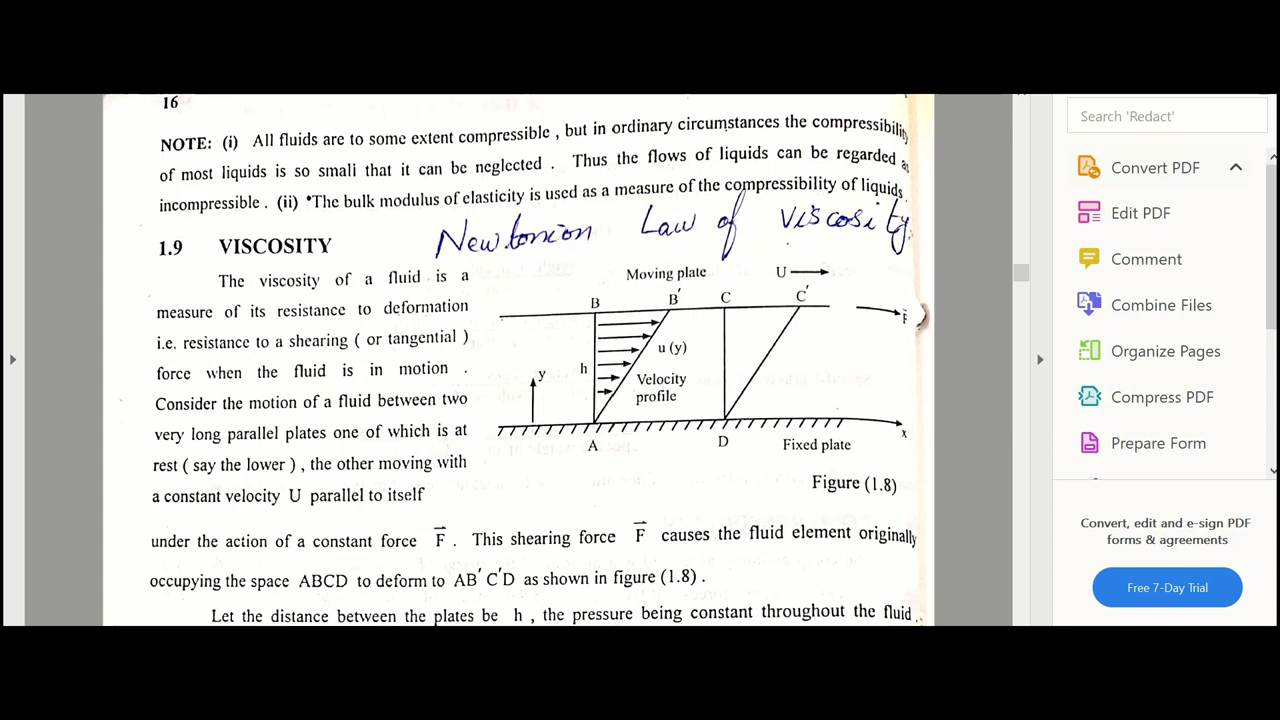 16
NOTE: (i) All fluids are to some extent compressible , but in ordinary circumstances the compressibility
of most liquids is so small that it can be neglected . Thus the flows of liquids can be regarded as
incompressible . (ii) •The bulk modulus of elasticity is used as a measure of the compressibility of liquids.
Newtonion Law of viscosity.
1.9 VISCOSITY
The viscosity of a fluid is a
measure of its resistance to deformation
i.e. resistance to a shearing ( or tangential )
force when the fluid is in motion .
Consider the motion of a fluid between two
very long parallel plates one of which is at
rest ( say the lower ) , the other moving with
a constant velocity U parallel to itself
Moving plate U
B B′ C C′
F
u (y)
h
y
Velocity
profile
x
A D Fixed plate
Figure (1.8)
under the action of a constant force F . This shearing force F causes the fluid element originally
occupying the space ABCD to deform to AB′ C′D as shown in figure (1.8) .
Let the distance between the plates be h , the pressure being constant throughout the fluid .
Search 'Redact'
Convert PDF
Edit PDF
Comment
Combine Files
Organize Pages
Compress PDF
Prepare Form
Convert, edit and e-sign PDF
forms & agreements
Free 7-Day Trial